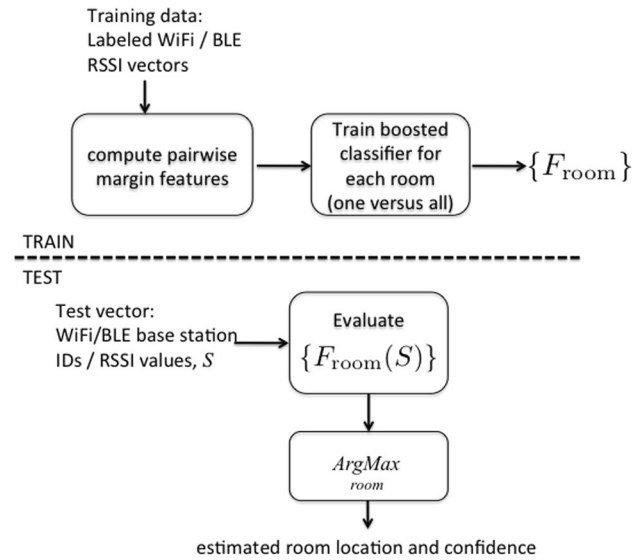 Training data:
Labeled WiFi / BLE
RSSI vectors
compute pairwise
margin features
Train boosted
classifier for
each room
(one versus all)
{F_room}
TRAIN
TEST
Test vector:
WiFi/BLE base station
IDs / RSSI values, S
Evaluate
{F_room(S)}
ArgMax
room
estimated room location and confidence